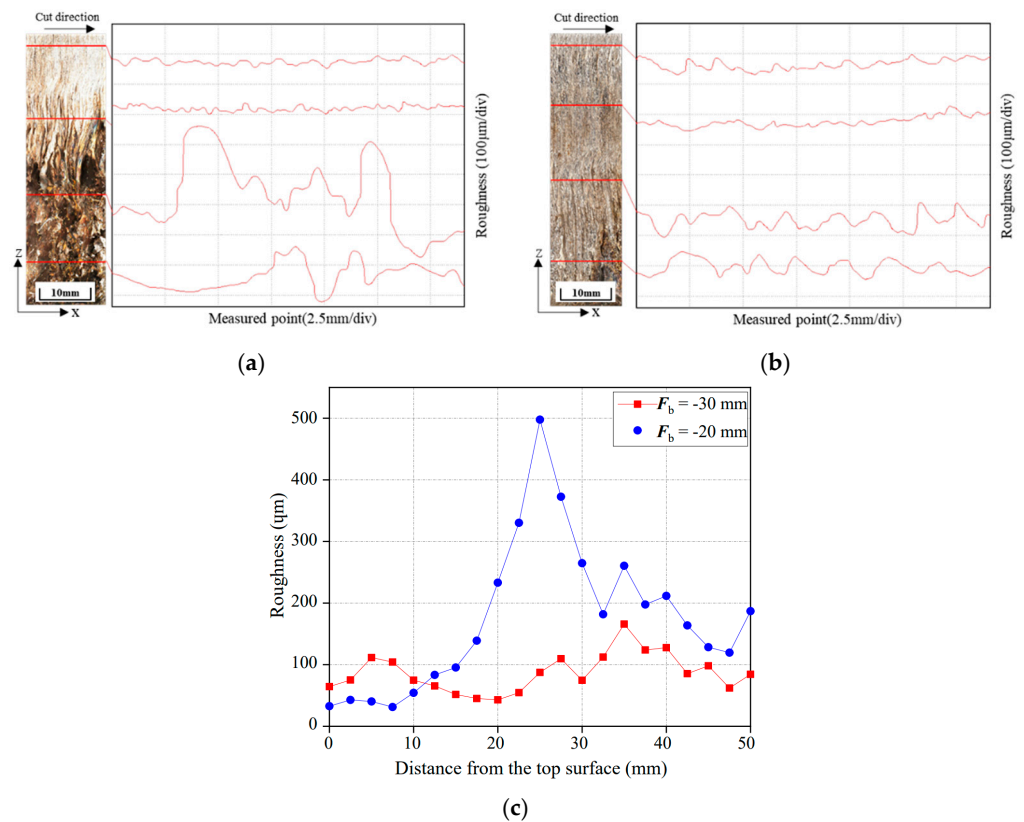 Cut direction
Z
10mm
X
Roughness (100μm/div)
Measured point(2.5mm/div)
(a)
Cut direction
Z
10mm
X
Roughness (100μm/div)
Measured point(2.5mm/div)
(b)
Fb = -30 mm
Fb = -20 mm
500
400
300
200
100
0
Roughness (uμm)
0 10 20 30 40 50
Distance from the top surface (mm)
(c)